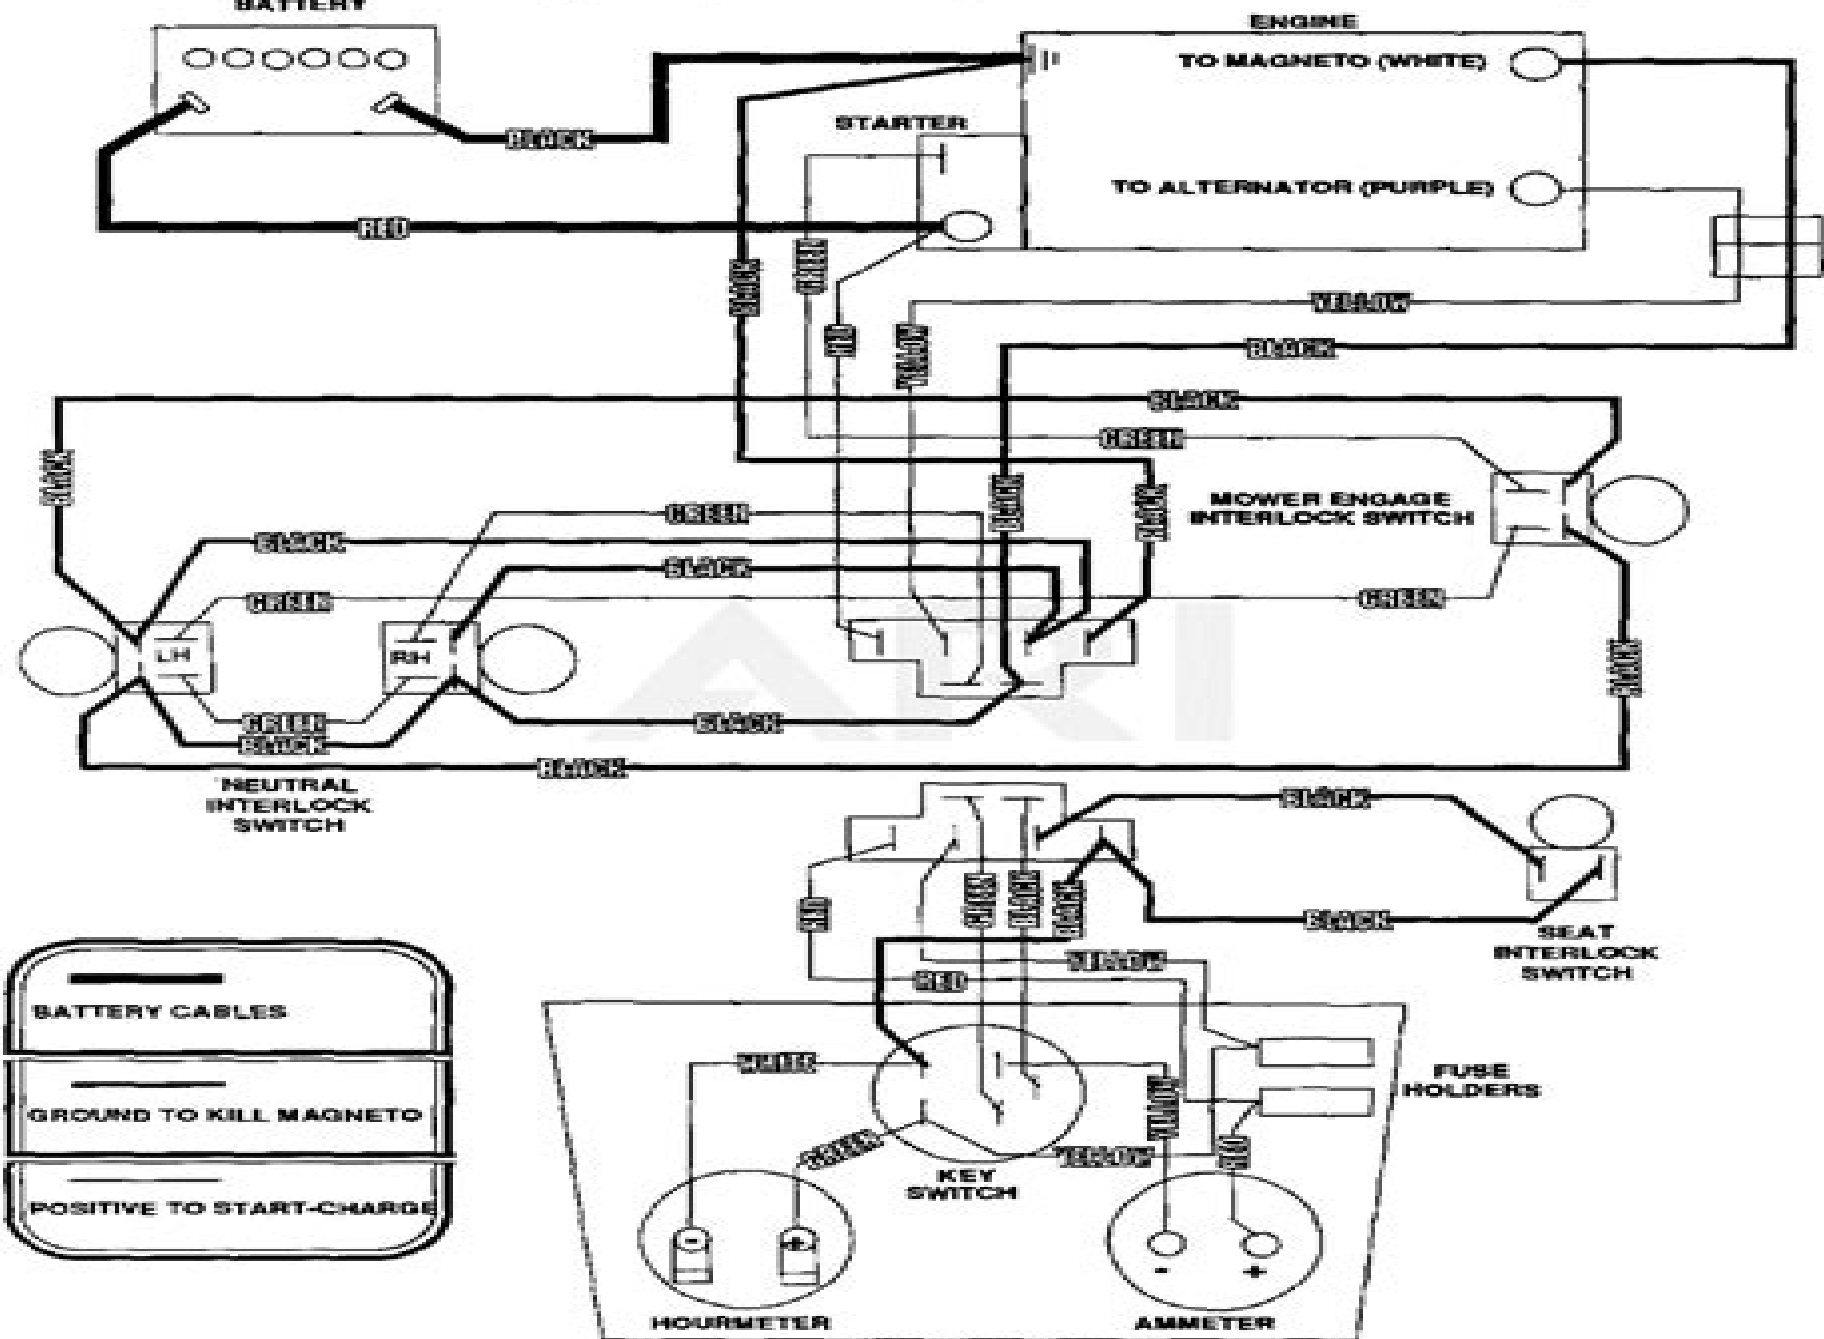 BATTERY
ENGINE
TO MAGNETO (WHITE)
STARTER
BLACK
TO ALTERNATOR (PURPLE)
RED
GREEN
BLACK
YELLOW
RED
YELLOW
BLACK
BLACK
GREEN
BLACK
BLACK
BLACK
MOWER ENGAGE
INTERLOCK SWITCH
GREEN
BLACK
BLACK
GREEN
GREEN
LH
RH
BLACK
GREEN
BLACK
BLACK
BLACK
NEUTRAL
INTERLOCK
SWITCH
ARI
BLACK
GREEN
BLACK
BLACK
RED
BLACK
SEAT
INTERLOCK
SWITCH
YELLOW
RED
BATTERY CABLES
GROUND TO KILL MAGNETO
POSITIVE TO START-CHARGE
WHITE
FUSE
HOLDERS
YELLOW
GREEN
YELLOW
RED
KEY
SWITCH
-
+
-
+
HOURMETER
AMMETER